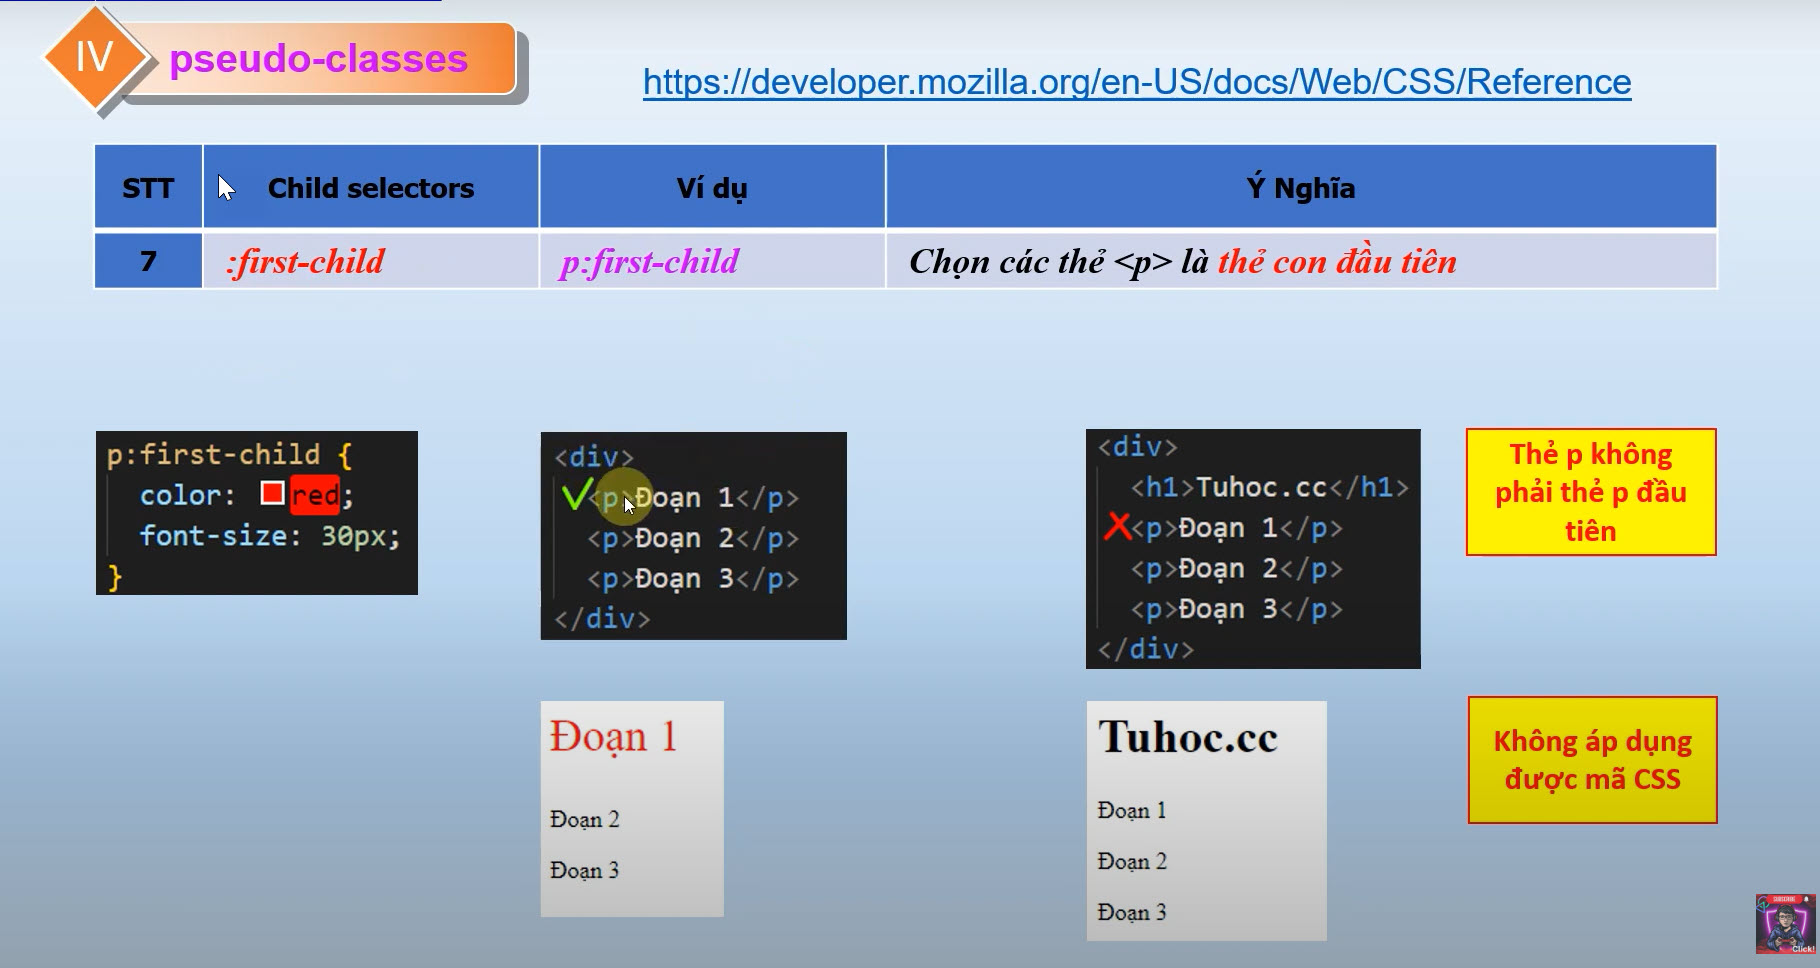 IV
pseudo-classes
https://developer.mozilla.org/en-US/docs/Web/CSS/Reference
STT Child selectors Ví dụ Ý Nghĩa
7 :first-child p:first-child Chọn các thẻ <p> là thẻ con đầu tiên
p:first-child {
color: red;
font-size: 30px;
}
<div>
<p>Đoạn 1</p>
<p>Đoạn 2</p>
<p>Đoạn 3</p>
</div>
<div>
<h1>Tuhoc.cc</h1>
<p>Đoạn 1</p>
<p>Đoạn 2</p>
<p>Đoạn 3</p>
</div>
Thẻ p không
phải thẻ p đầu
tiên
Đoạn 1
Đoạn 2
Đoạn 3
Tuhoc.cc
Đoạn 1
Đoạn 2
Đoạn 3
Không áp dụng
được mã CSS
SUBSCRIBE
Click!